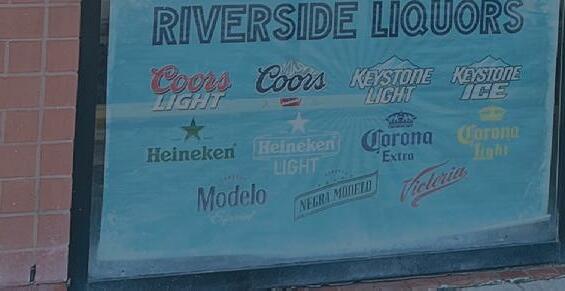 RIVERSIDE LIQUORS
Coors LIGHT Coors KEYSTONE LIGHT KEYSTONE ICE
Heineken Heineken LIGHT Corona Extra Corona Light
Modelo Especial NEGRA MODELO Victoria